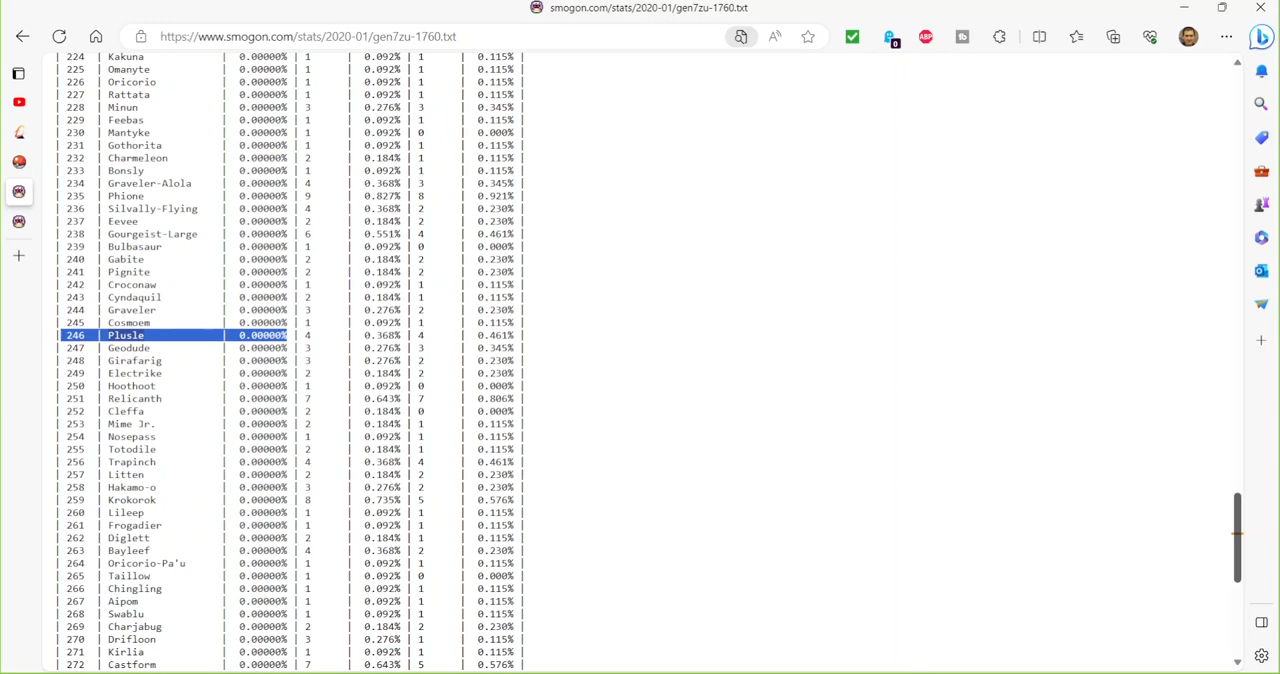 smogon.com/stats/2020-01/gen7zu-1760.txt
https://www.smogon.com/stats/2020-01/gen7zu-1760.txt
| 224 | Kakuna | 0.00000% | 1 | 0.092% | 1 | 0.115% |
| 225 | Omanyte | 0.00000% | 1 | 0.092% | 1 | 0.115% |
| 226 | Oricorio | 0.00000% | 1 | 0.092% | 1 | 0.115% |
| 227 | Rattata | 0.00000% | 1 | 0.092% | 1 | 0.115% |
| 228 | Minun | 0.00000% | 3 | 0.276% | 3 | 0.345% |
| 229 | Feebas | 0.00000% | 1 | 0.092% | 1 | 0.115% |
| 230 | Mantyke | 0.00000% | 1 | 0.092% | 0 | 0.000% |
| 231 | Gothorita | 0.00000% | 1 | 0.092% | 1 | 0.115% |
| 232 | Charmeleon | 0.00000% | 2 | 0.184% | 1 | 0.115% |
| 233 | Bonsly | 0.00000% | 1 | 0.092% | 1 | 0.115% |
| 234 | Graveler-Alola | 0.00000% | 4 | 0.368% | 3 | 0.345% |
| 235 | Phione | 0.00000% | 9 | 0.827% | 8 | 0.921% |
| 236 | Silvally-Flying | 0.00000% | 4 | 0.368% | 2 | 0.230% |
| 237 | Eevee | 0.00000% | 2 | 0.184% | 2 | 0.230% |
| 238 | Gourgeist-Large | 0.00000% | 6 | 0.551% | 4 | 0.461% |
| 239 | Bulbasaur | 0.00000% | 1 | 0.092% | 0 | 0.000% |
| 240 | Gabite | 0.00000% | 2 | 0.184% | 2 | 0.230% |
| 241 | Pignite | 0.00000% | 2 | 0.184% | 2 | 0.230% |
| 242 | Croconaw | 0.00000% | 1 | 0.092% | 1 | 0.115% |
| 243 | Cyndaquil | 0.00000% | 2 | 0.184% | 1 | 0.115% |
| 244 | Graveler | 0.00000% | 3 | 0.276% | 2 | 0.230% |
| 245 | Cosmoem | 0.00000% | 1 | 0.092% | 1 | 0.115% |
| 246 | Plusle | 0.00000% | 4 | 0.368% | 4 | 0.461% |
| 247 | Geodude | 0.00000% | 3 | 0.276% | 3 | 0.345% |
| 248 | Girafarig | 0.00000% | 3 | 0.276% | 2 | 0.230% |
| 249 | Electrike | 0.00000% | 2 | 0.184% | 2 | 0.230% |
| 250 | Hoothoot | 0.00000% | 1 | 0.092% | 0 | 0.000% |
| 251 | Relicanth | 0.00000% | 7 | 0.643% | 7 | 0.806% |
| 252 | Cleffa | 0.00000% | 2 | 0.184% | 0 | 0.000% |
| 253 | Mime Jr. | 0.00000% | 2 | 0.184% | 1 | 0.115% |
| 254 | Nosepass | 0.00000% | 1 | 0.092% | 1 | 0.115% |
| 255 | Totodile | 0.00000% | 2 | 0.184% | 1 | 0.115% |
| 256 | Trapinch | 0.00000% | 4 | 0.368% | 4 | 0.461% |
| 257 | Litten | 0.00000% | 2 | 0.184% | 2 | 0.230% |
| 258 | Hakamo-o | 0.00000% | 3 | 0.276% | 2 | 0.230% |
| 259 | Krokorok | 0.00000% | 8 | 0.735% | 5 | 0.576% |
| 260 | Lileep | 0.00000% | 1 | 0.092% | 1 | 0.115% |
| 261 | Frogadier | 0.00000% | 1 | 0.092% | 1 | 0.115% |
| 262 | Diglett | 0.00000% | 2 | 0.184% | 1 | 0.115% |
| 263 | Bayleef | 0.00000% | 4 | 0.368% | 2 | 0.230% |
| 264 | Oricorio-Pa'u | 0.00000% | 1 | 0.092% | 1 | 0.115% |
| 265 | Taillow | 0.00000% | 1 | 0.092% | 0 | 0.000% |
| 266 | Chingling | 0.00000% | 1 | 0.092% | 1 | 0.115% |
| 267 | Aipom | 0.00000% | 1 | 0.092% | 1 | 0.115% |
| 268 | Swablu | 0.00000% | 1 | 0.092% | 1 | 0.115% |
| 269 | Charjabug | 0.00000% | 2 | 0.184% | 2 | 0.230% |
| 270 | Drifloon | 0.00000% | 3 | 0.276% | 1 | 0.115% |
| 271 | Kirlia | 0.00000% | 1 | 0.092% | 1 | 0.115% |
| 272 | Castform | 0.00000% | 7 | 0.643% | 5 | 0.576% |
0
ABP